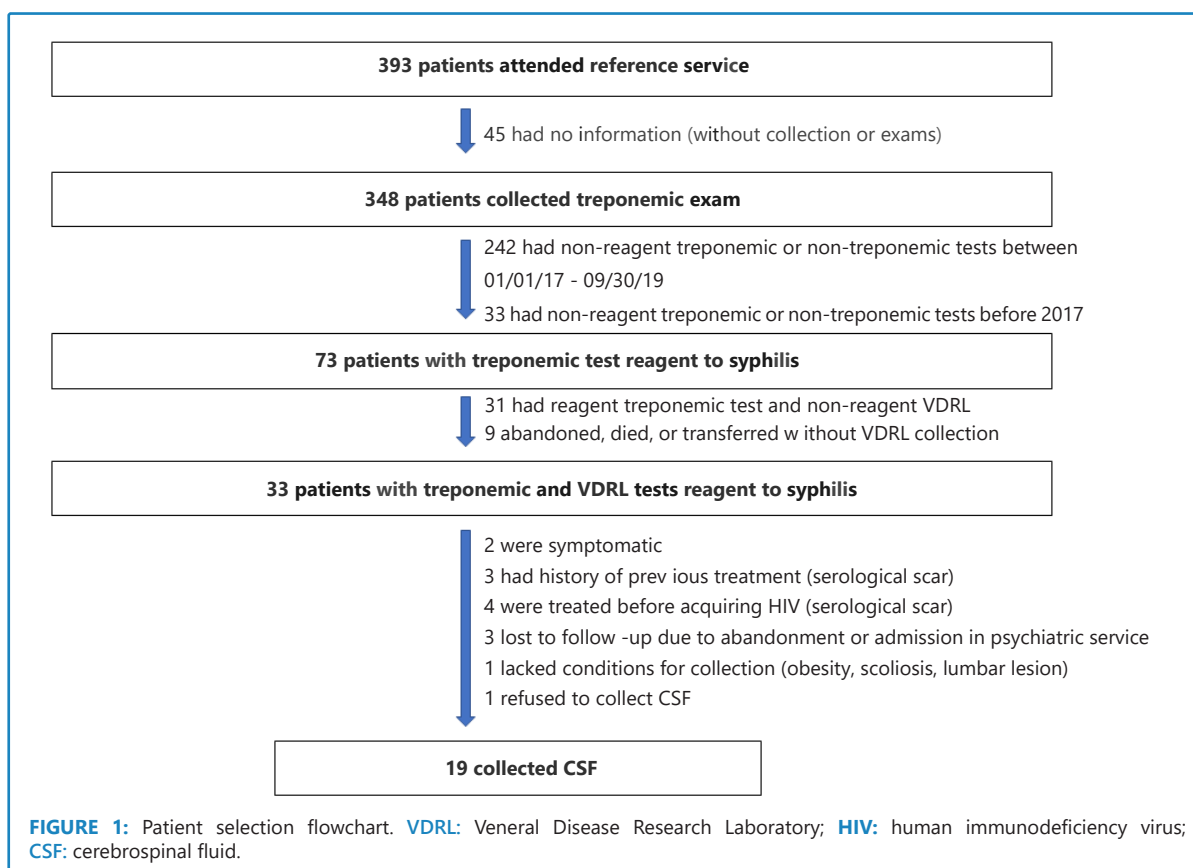 393 patients attended reference service
45 had no information (without collection or exams)
348 patients collected treponemic exam
242 had non-reagent treponemic or non-treponemic tests between
01/01/17 - 09/30/19
33 had non-reagent treponemic or non-treponemic tests before 2017
73 patients with treponemic test reagent to syphilis
31 had reagent treponemic test and non-reagent VDRL
9 abandoned, died, or transferred w ithout VDRL collection
33 patients with treponemic and VDRL tests reagent to syphilis
2 were symptomatic
3 had history of prev ious treatment (serological scar)
4 were treated before acquiring HIV (serological scar)
3 lost to follow -up due to abandonment or admission in psychiatric service
1 lacked conditions for collection (obesity, scoliosis, lumbar lesion)
1 refused to collect CSF
19 collected CSF
FIGURE 1: Patient selection flowchart. VDRL: Veneral Disease Research Laboratory; HIV: human immunodeficiency virus;
CSF: cerebrospinal fluid.